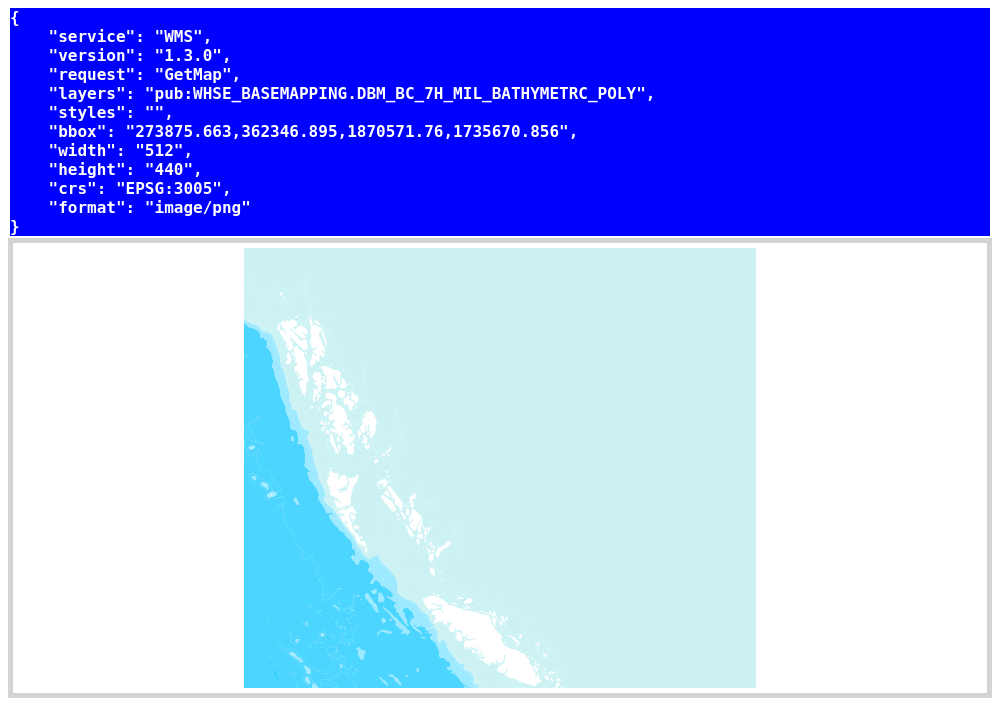 {
    "service": "WMS",
    "version": "1.3.0",
    "request": "GetMap",
    "layers": "pub:WHSE_BASEMAPPING.DBM_BC_7H_MIL_BATHYMETRC_POLY",
    "styles": "",
    "bbox": "273875.663,362346.895,1870571.76,1735670.856",
    "width": "512",
    "height": "440",
    "crs": "EPSG:3005",
    "format": "image/png"
}